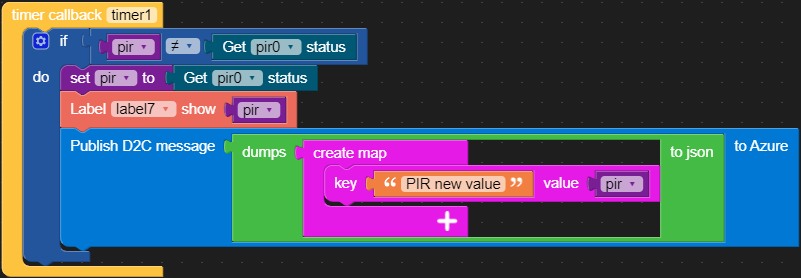 timer callback timer1
if pir ≠ Get pir0 status
do set pir to Get pir0 status
Label label7 show pir
Publish D2C message dumps create map to json to Azure
key “ PIR new value ” value pir
+